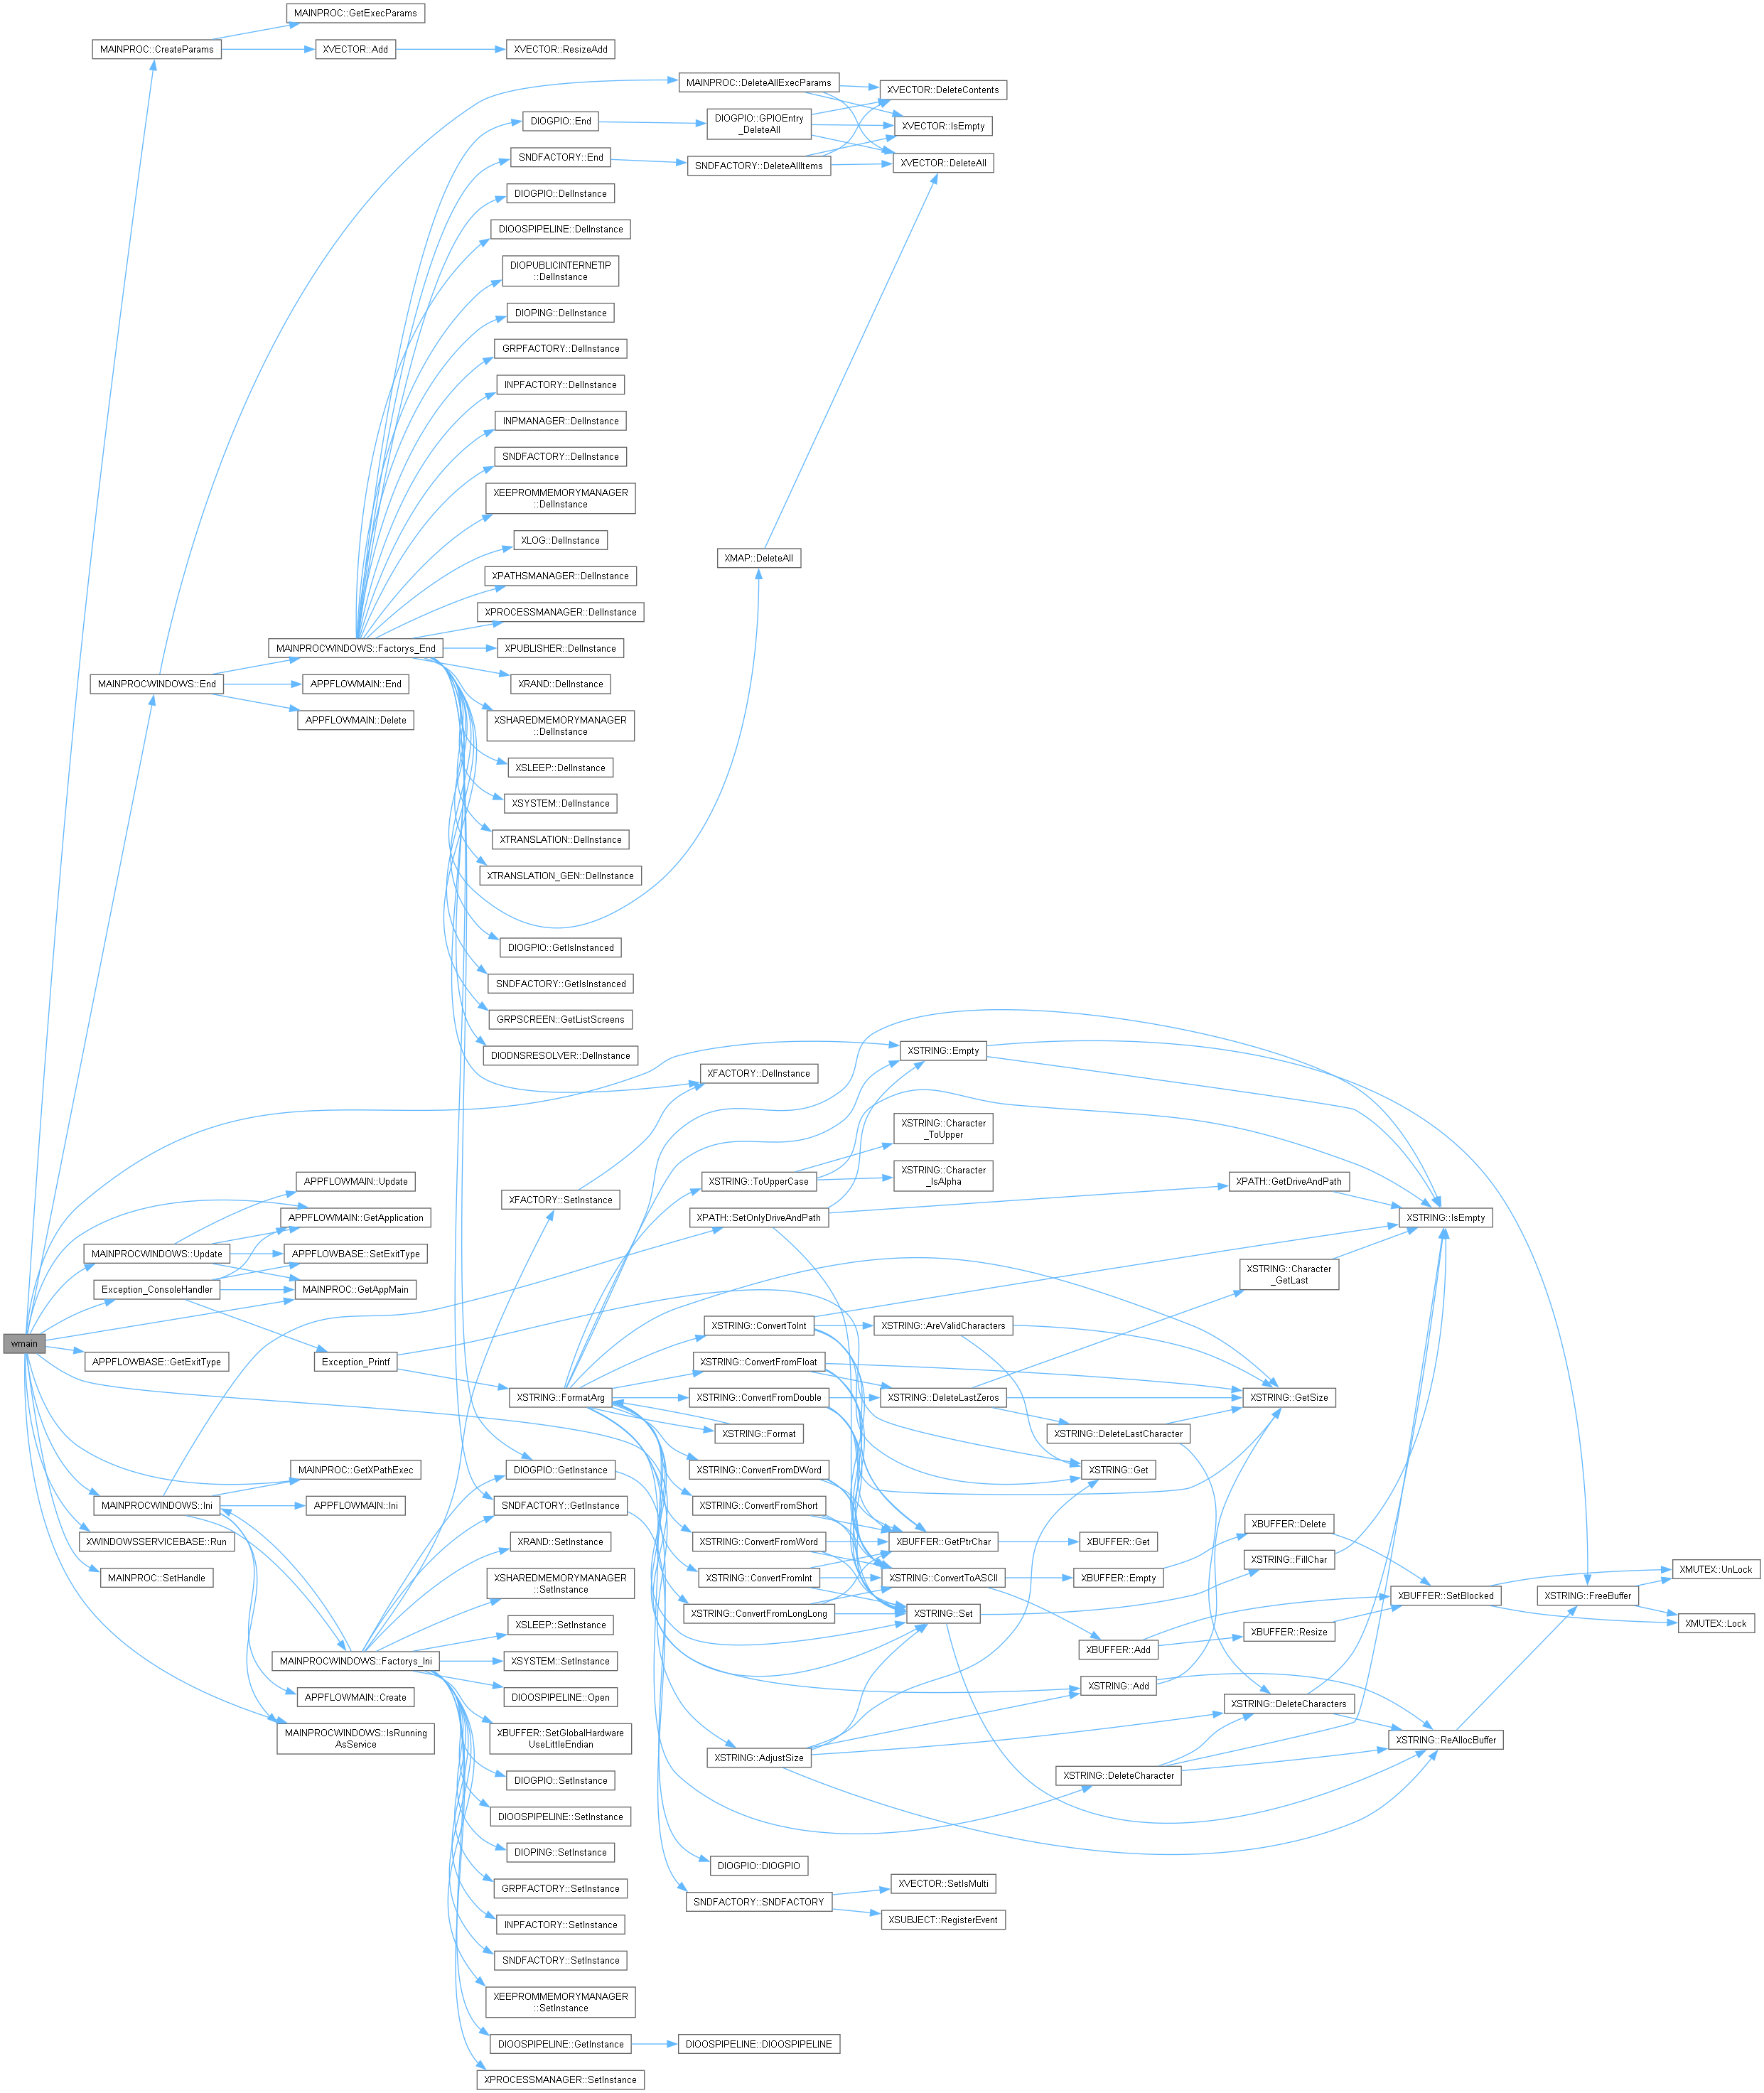 MAINPROC::GetExecParams
MAINPROC::CreateParams
XVECTOR::Add
XVECTOR::ResizeAdd
MAINPROC::DeleteAllExecParams
XVECTOR::DeleteContents
DIOGPIO::End
DIOGPIO::GPIOEntry
_DeleteAll
XVECTOR::IsEmpty
SNDFACTORY::End
SNDFACTORY::DeleteAllItems
XVECTOR::DeleteAll
DIOGPIO::DelInstance
DIOOSPIPELINE::DelInstance
DIOPUBLICINTERNETIP
::DelInstance
DIOPING::DelInstance
GRPFACTORY::DelInstance
INPFACTORY::DelInstance
INPMANAGER::DelInstance
SNDFACTORY::DelInstance
XEEPROMMEMORYMANAGER
::DelInstance
XLOG::DelInstance
XMAP::DeleteAll
XPATHSMANAGER::DelInstance
XPROCESSMANAGER::DelInstance
MAINPROCWINDOWS::Factorys_End
XPUBLISHER::DelInstance
MAINPROCWINDOWS::End
APPFLOWMAIN::End
XRAND::DelInstance
APPFLOWMAIN::Delete
XSHAREDMEMORYMANAGER
::DelInstance
XSLEEP::DelInstance
XSYSTEM::DelInstance
XTRANSLATION::DelInstance
XTRANSLATION_GEN::DelInstance
DIOGPIO::GetIsInstanced
SNDFACTORY::GetIsInstanced
GRPSCREEN::GetListScreens
DIODNSRESOLVER::DelInstance
XSTRING::Empty
XFACTORY::DelInstance
XSTRING::Character
_ToUpper
APPFLOWMAIN::Update
XSTRING::ToUpperCase
XSTRING::Character
_IsAlpha
XPATH::GetDriveAndPath
XFACTORY::SetInstance
APPFLOWMAIN::GetApplication
XPATH::SetOnlyDriveAndPath
XSTRING::IsEmpty
MAINPROCWINDOWS::Update
APPFLOWBASE::SetExitType
XSTRING::Character
_GetLast
Exception_ConsoleHandler
MAINPROC::GetAppMain
XSTRING::ConvertToInt
XSTRING::AreValidCharacters
wmain
APPFLOWBASE::GetExitType
Exception_Printf
XSTRING::ConvertFromFloat
XSTRING::FormatArg
XSTRING::ConvertFromDouble
XSTRING::DeleteLastZeros
XSTRING::GetSize
XSTRING::Format
XSTRING::DeleteLastCharacter
MAINPROC::GetXPathExec
DIOGPIO::GetInstance
XSTRING::ConvertFromDWord
XSTRING::Get
MAINPROCWINDOWS::Ini
APPFLOWMAIN::Ini
SNDFACTORY::GetInstance
XSTRING::ConvertFromShort
XBUFFER::Delete
XWINDOWSSERVICEBASE::Run
XRAND::SetInstance
XSTRING::ConvertFromWord
XBUFFER::GetPtrChar
XBUFFER::Get
XSTRING::FillChar
XMUTEX::UnLock
MAINPROC::SetHandle
XSHAREDMEMORYMANAGER
::SetInstance
XSTRING::ConvertFromInt
XSTRING::ConvertToASCII
XBUFFER::Empty
XBUFFER::SetBlocked
XSTRING::FreeBuffer
XSLEEP::SetInstance
XSTRING::ConvertFromLongLong
XSTRING::Set
XBUFFER::Resize
XMUTEX::Lock
XBUFFER::Add
MAINPROCWINDOWS::Factorys_Ini
XSYSTEM::SetInstance
XSTRING::Add
APPFLOWMAIN::Create
DIOOSPIPELINE::Open
XSTRING::DeleteCharacters
MAINPROCWINDOWS::IsRunning
AsService
XBUFFER::SetGlobalHardware
UseLittleEndian
XSTRING::ReAllocBuffer
XSTRING::AdjustSize
XSTRING::DeleteCharacter
DIOGPIO::SetInstance
DIOOSPIPELINE::SetInstance
DIOPING::SetInstance
DIOGPIO::DIOGPIO
GRPFACTORY::SetInstance
SNDFACTORY::SNDFACTORY
XVECTOR::SetIsMulti
INPFACTORY::SetInstance
XSUBJECT::RegisterEvent
SNDFACTORY::SetInstance
XEEPROMMEMORYMANAGER
::SetInstance
DIOOSPIPELINE::GetInstance
DIOOSPIPELINE::DIOOSPIPELINE
XPROCESSMANAGER::SetInstance